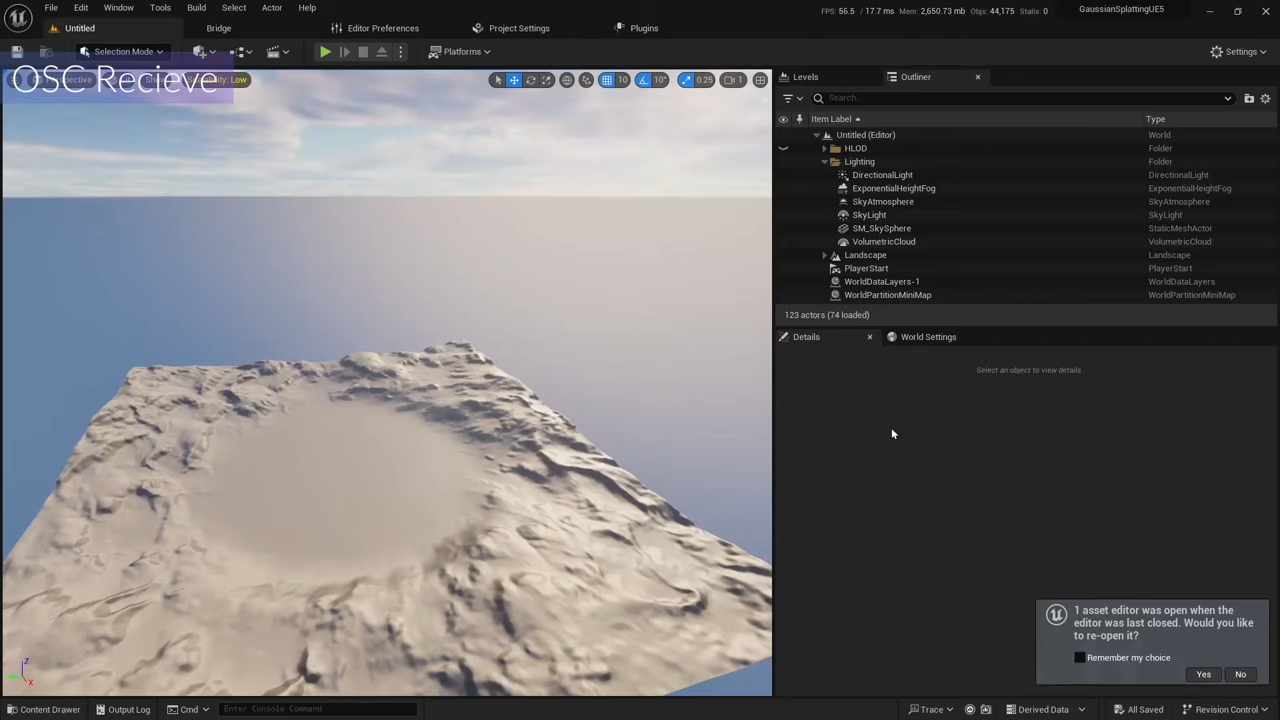 File Edit Window Tools Build Select Actor Help
FPS: 56.5 / 17.7 ms Mem: 2,650.73 mb Objs: 44,175 Stalls: 0
GaussianSplattingUE5
Untitled
Bridge
Editor Preferences
Project Settings
Plugins
Selection Mode
Platforms
Settings
OSC Recieve
Low
10
10°
0.25
1
Levels
Outliner
Search...
Item Label
Type
Untitled (Editor) World
HLOD Folder
Lighting Folder
DirectionalLight DirectionalLight
ExponentialHeightFog ExponentialHeightFog
SkyAtmosphere SkyAtmosphere
SkyLight SkyLight
SM_SkySphere StaticMeshActor
VolumetricCloud VolumetricCloud
Landscape Landscape
PlayerStart PlayerStart
WorldDataLayers-1 WorldDataLayers
WorldPartitionMiniMap WorldPartitionMiniMap
123 actors (74 loaded)
Details
World Settings
Select an object to view details.
1 asset editor was open when the
editor was last closed. Would you like
to re-open it?
Remember my choice
Yes
No
Z
X
Content Drawer
Output Log
Cmd
Enter Console Command
Trace
Derived Data
All Saved
Revision Control